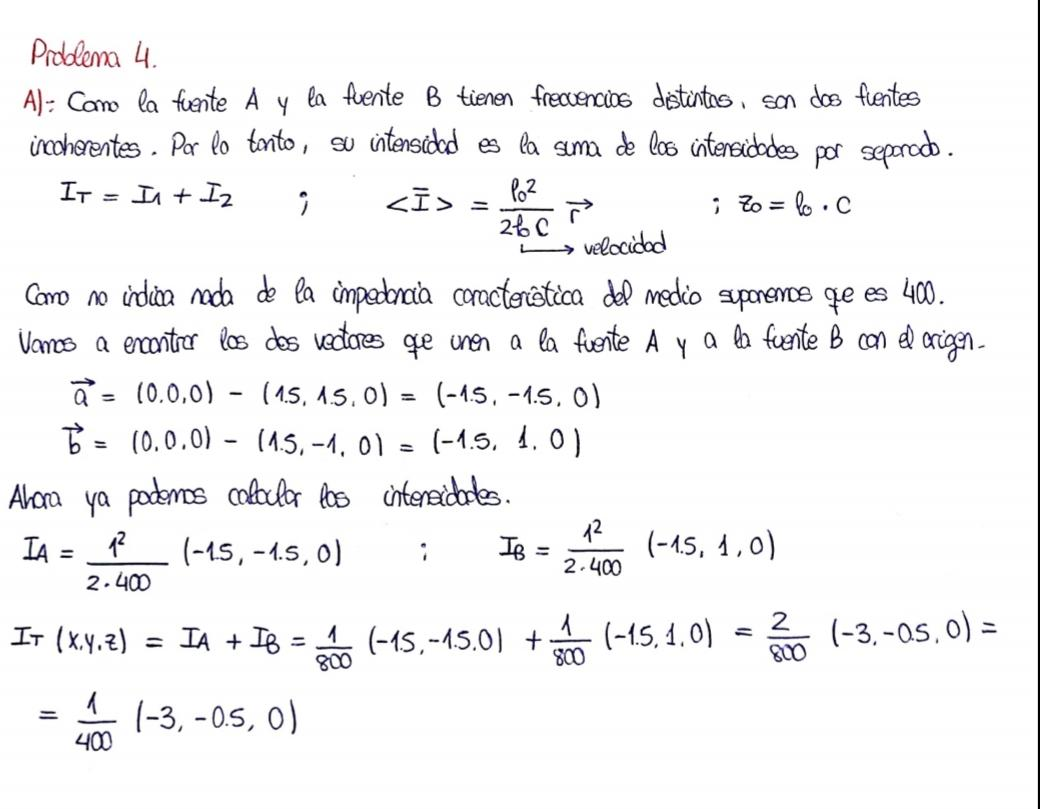 Problema 4.
A)- Como la fuente A y la fuente B tienen frecuencias distintas, son dos fuentes
incoherentes. Por lo tanto, su intensidad es la suma de las intensidades por separado.
I_T = I_1 + I_2 ; <Ī> = ρ_0² / (2ρ_0 C) r⃗ ; z_0 = ρ_0 · C
→ velocidad
Como no indica nada de la impedancia característica del medio suponemos qe es 400.
Vamos a encontrar los dos vectores qe unen a la fuente A y a la fuente B con el origen.
a⃗ = (0,0,0) - (1.5, 1.5, 0) = (-1.5, -1.5, 0)
b⃗ = (0,0,0) - (1.5, -1, 0) = (-1.5, 1, 0)
Ahora ya podemos calcular las intensidades.
I_A = 1² / (2·400) (-1.5, -1.5, 0) ; I_B = 1² / (2·400) (-1.5, 1, 0)
I_T (x,y,z) = I_A + I_B = 1/800 (-1.5, -1.5, 0) + 1/800 (-1.5, 1, 0) = 2/800 (-3, -0.5, 0) =
= 1/400 (-3, -0.5, 0)